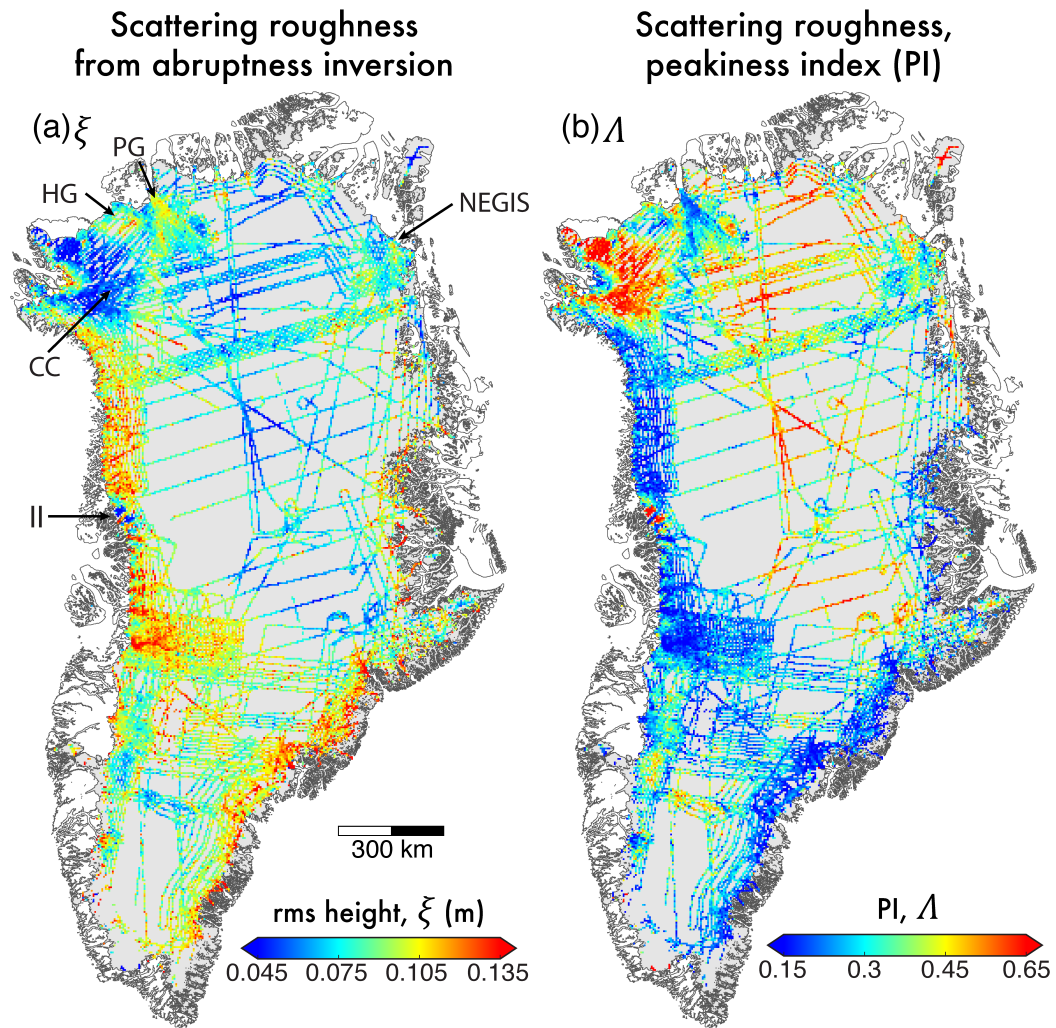 Scattering roughness
from abruptness inversion
Scattering roughness,
peakiness index (PI)
(a) ξ
PG
HG
NEGIS
CC
II
300 km
rms height, ξ (m)
0.045 0.075 0.105 0.135
(b) Λ
PI, Λ
0.15 0.3 0.45 0.65